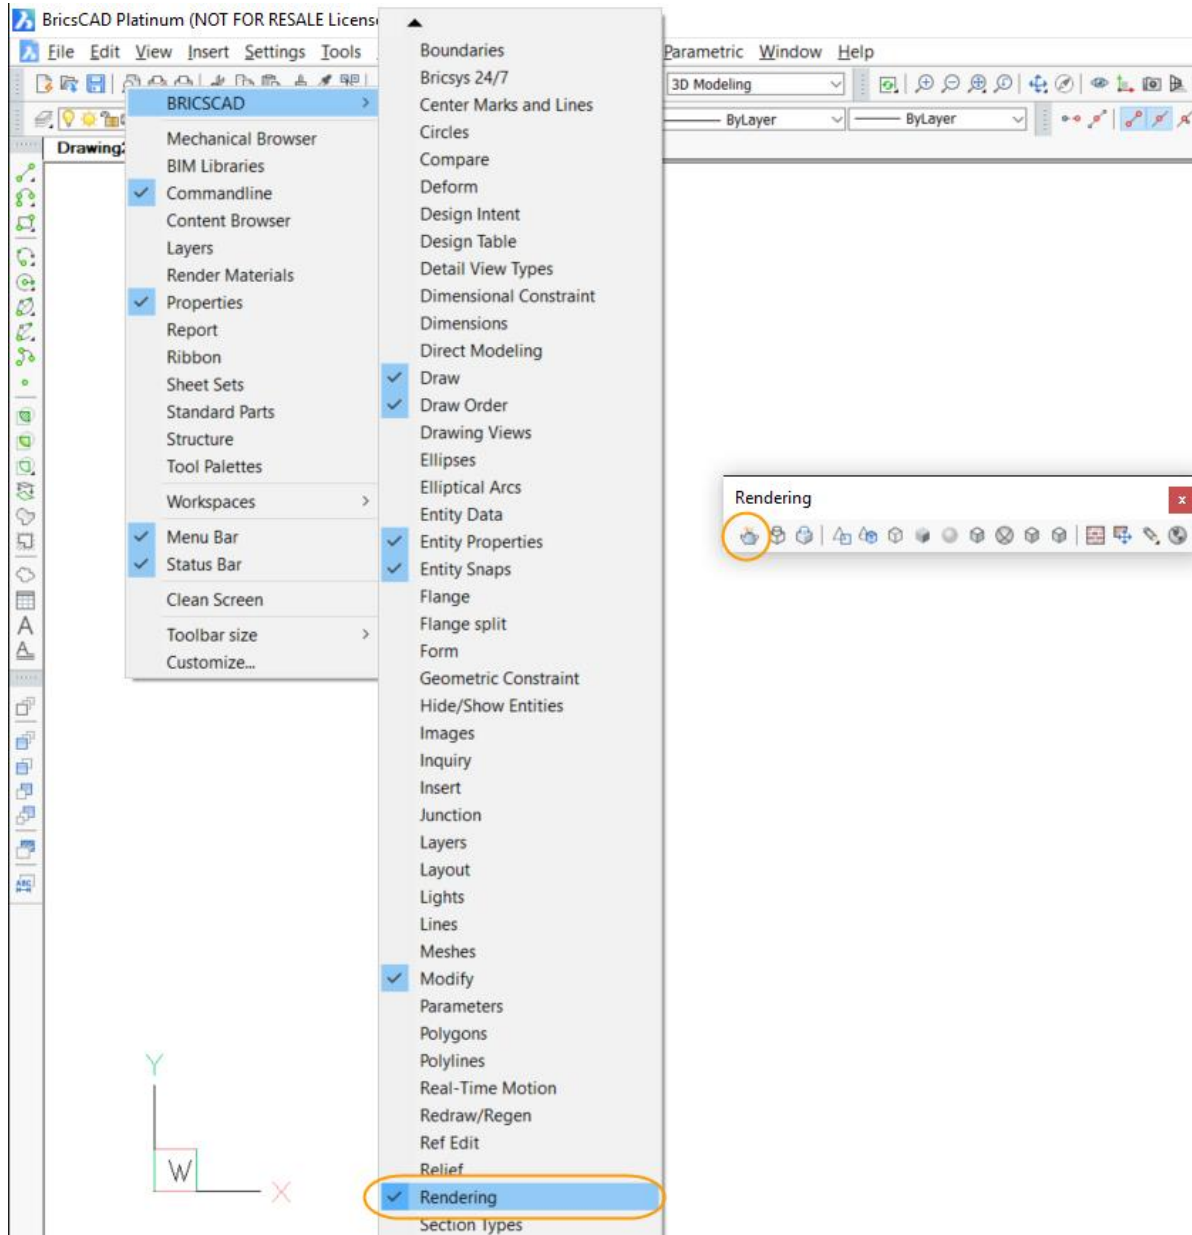 BricsCAD Platinum (NOT FOR RESALE License
File Edit View Insert Settings Tools Parametric Window Help
3D Modeling
ByLayer ByLayer
Drawing2
BRICSCAD
Mechanical Browser
BIM Libraries
Commandline
Content Browser
Layers
Render Materials
Properties
Report
Ribbon
Sheet Sets
Standard Parts
Structure
Tool Palettes
Workspaces
Menu Bar
Status Bar
Clean Screen
Toolbar size
Customize...
Boundaries
Bricsys 24/7
Center Marks and Lines
Circles
Compare
Deform
Design Intent
Design Table
Detail View Types
Dimensional Constraint
Dimensions
Direct Modeling
Draw
Draw Order
Drawing Views
Ellipses
Elliptical Arcs
Entity Data
Entity Properties
Entity Snaps
Flange
Flange split
Form
Geometric Constraint
Hide/Show Entities
Images
Inquiry
Insert
Junction
Layers
Layout
Lights
Lines
Meshes
Modify
Parameters
Polygons
Polylines
Real-Time Motion
Redraw/Regen
Ref Edit
Relief
Rendering
Section Types
Rendering
x
A
A
ABC
Y
W
X